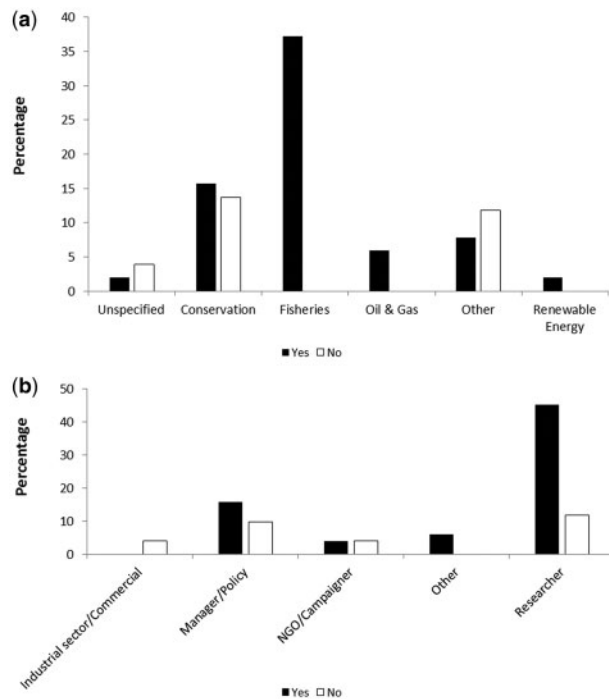 (a)
40
35
30
25
20
15
10
5
0
Percentage
Unspecified Conservation Fisheries Oil & Gas Other Renewable Energy
Yes No
(b)
50
40
30
20
10
0
Percentage
Industrial sector/Commercial
Manager/Policy
NGO/Campaigner
Other
Researcher
Yes No